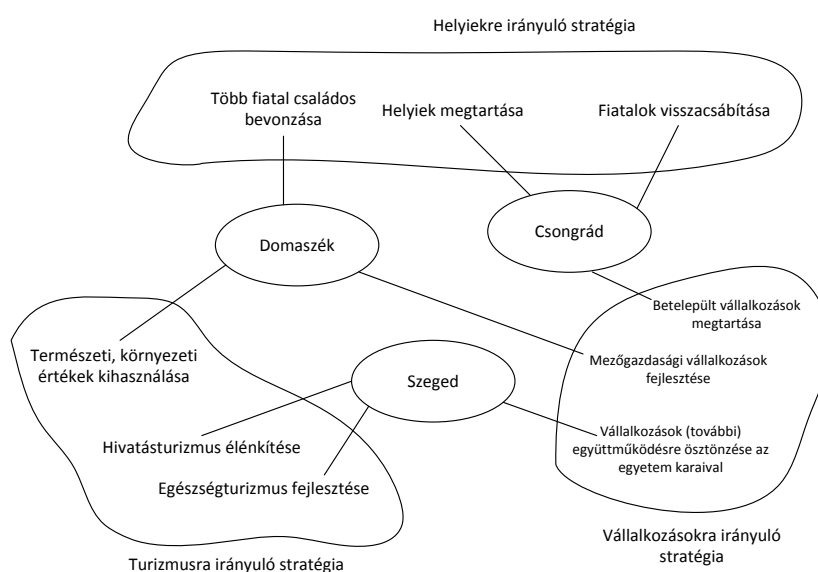 Helyiekre irányuló stratégia
Több fiatal családos
bevonzása
Helyiek megtartása
Fiatalok visszacsábítása
Domaszék
Csongrád
Betelepült vállalkozások
megtartása
Természeti, környezeti
értékek kihasználása
Szeged
Mezőgazdasági vállalkozások
fejlesztése
Hivatásturizmus élénkítése
Vállalkozások (további)
együttműködésre ösztönzése az
egyetem karaival
Egészségturizmus fejlesztése
Turizmusra irányuló stratégia
Vállalkozásokra irányuló
stratégia